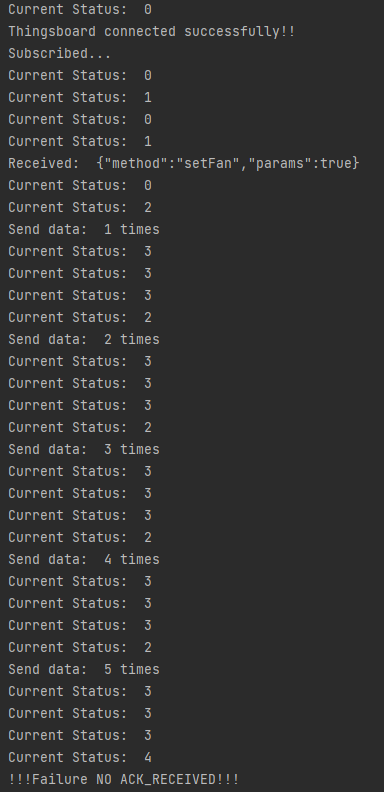 Current Status:  0
Thingsboard connected successfully!!
Subscribed...
Current Status:  0
Current Status:  1
Current Status:  0
Current Status:  1
Received:  {"method":"setFan","params":true}
Current Status:  0
Current Status:  2
Send data:  1 times
Current Status:  3
Current Status:  3
Current Status:  3
Current Status:  2
Send data:  2 times
Current Status:  3
Current Status:  3
Current Status:  3
Current Status:  2
Send data:  3 times
Current Status:  3
Current Status:  3
Current Status:  3
Current Status:  2
Send data:  4 times
Current Status:  3
Current Status:  3
Current Status:  3
Current Status:  2
Send data:  5 times
Current Status:  3
Current Status:  3
Current Status:  3
Current Status:  4
!!!Failure NO ACK_RECEIVED!!!